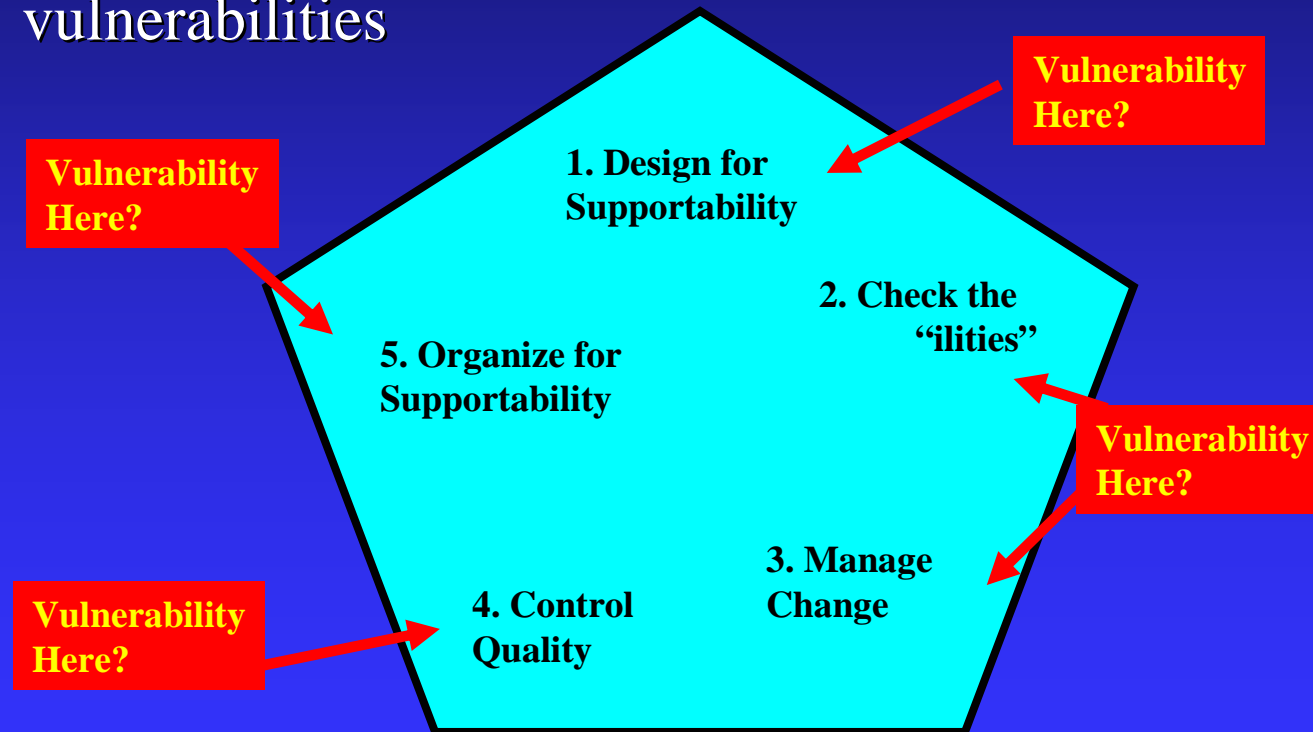 vulnerabilities
Vulnerability
Here?
Vulnerability
Here?
1. Design for
Supportability
2. Check the
“ilities”
5. Organize for
Supportability
Vulnerability
Here?
3. Manage
Change
4. Control
Quality
Vulnerability
Here?